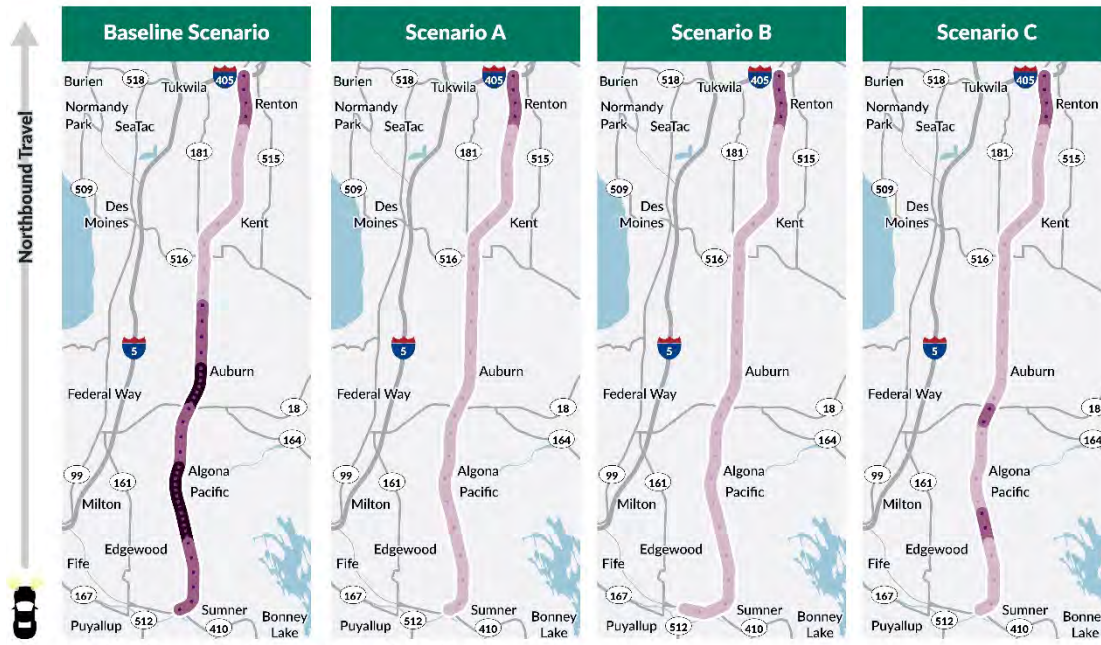 Northbound Travel
Baseline Scenario
405
Burien
518
Tukwila
Renton
Normandy
Park
SeaTac
181
515
509
Des
Moines
Kent
516
5
Auburn
Federal Way
18
164
99
161
Algona
Pacific
Milton
Edgewood
Fife
167
Sumner
Puyallup
512
410
Bonney
Lake
Scenario A
405
Burien
518
Tukwila
Renton
Normandy
Park
SeaTac
181
515
509
Des
Moines
Kent
516
5
Auburn
Federal Way
18
164
99
161
Algona
Pacific
Milton
Edgewood
Fife
167
Sumner
Puyallup
512
410
Bonney
Lake
Scenario B
405
Burien
518
Tukwila
Renton
Normandy
Park
SeaTac
181
515
509
Des
Moines
Kent
516
5
Auburn
Federal Way
18
164
99
161
Algona
Pacific
Milton
Edgewood
Fife
167
Sumner
Puyallup
512
410
Bonney
Lake
Scenario C
405
Burien
518
Tukwila
Renton
Normandy
Park
SeaTac
181
515
509
Des
Moines
Kent
516
5
Auburn
Federal Way
18
164
99
161
Algona
Pacific
Milton
Edgewood
Fife
167
Sumner
Puyallup
512
410
Bonney
Lake